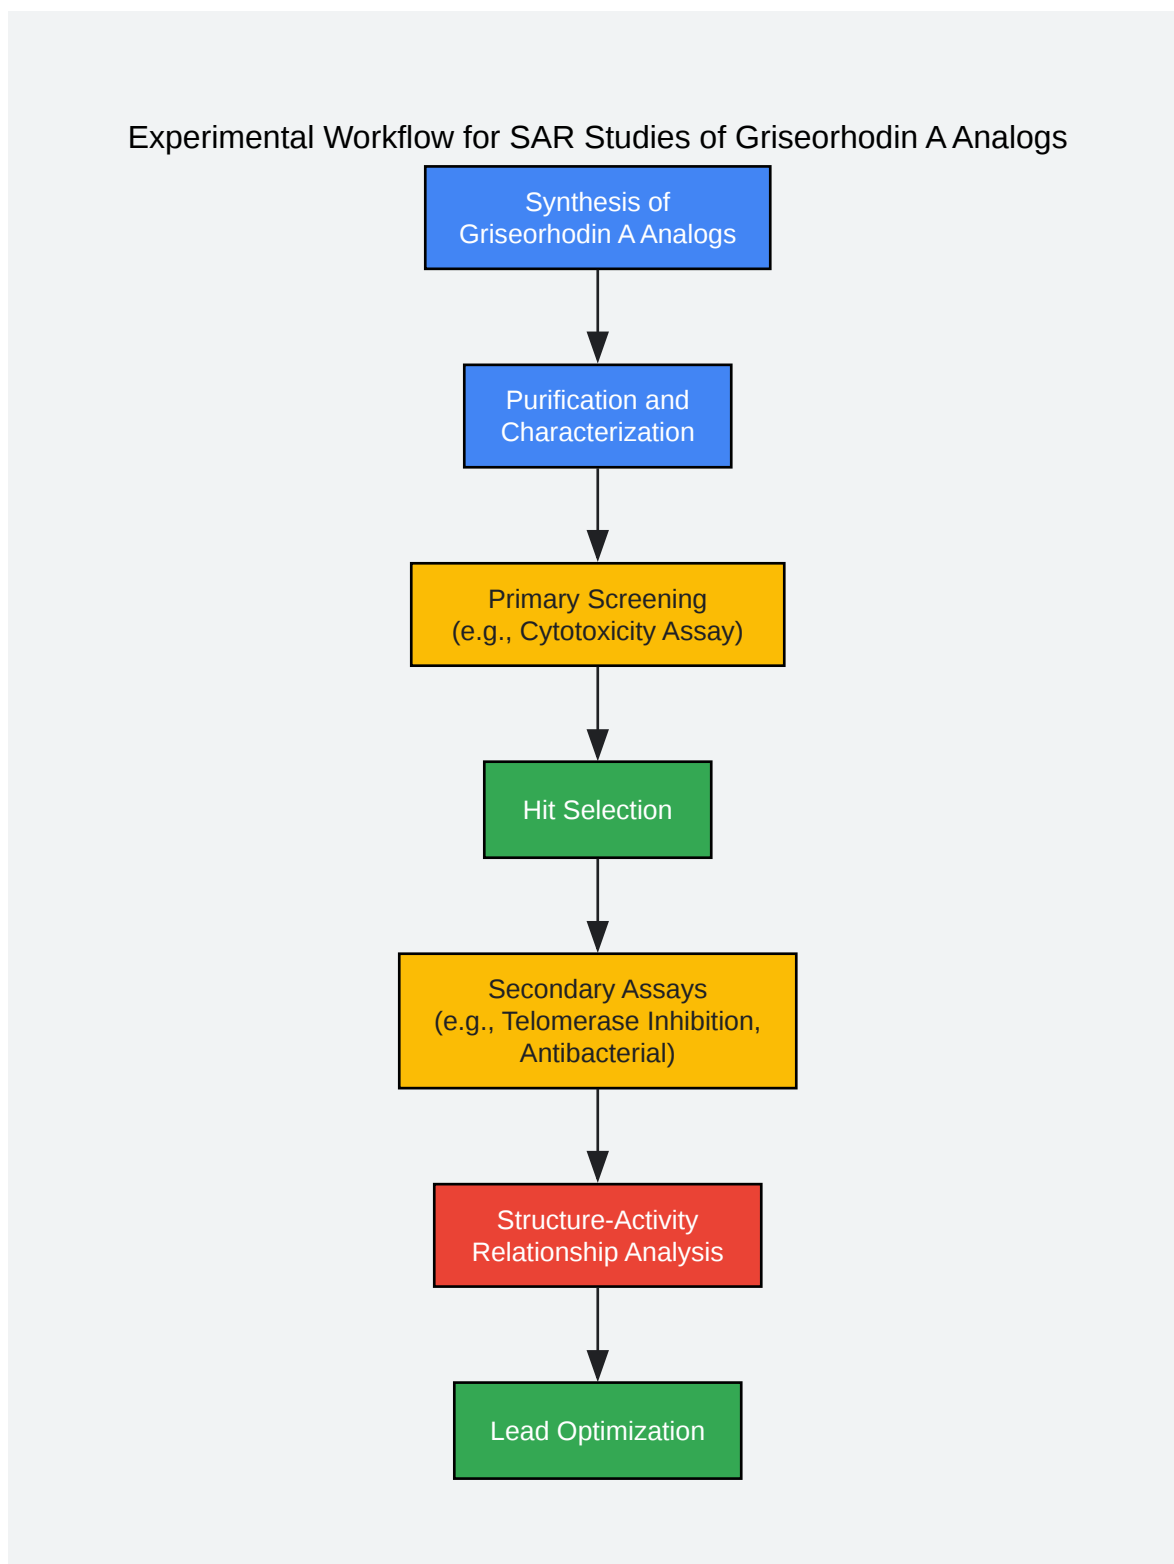 Experimental Workflow for SAR Studies of Griseorhodin A Analogs
Synthesis of
Griseorhodin A Analogs
Purification and
Characterization
Primary Screening
(e.g., Cytotoxicity Assay)
Hit Selection
Secondary Assays
(e.g., Telomerase Inhibition,
Antibacterial)
Structure-Activity
Relationship Analysis
Lead Optimization